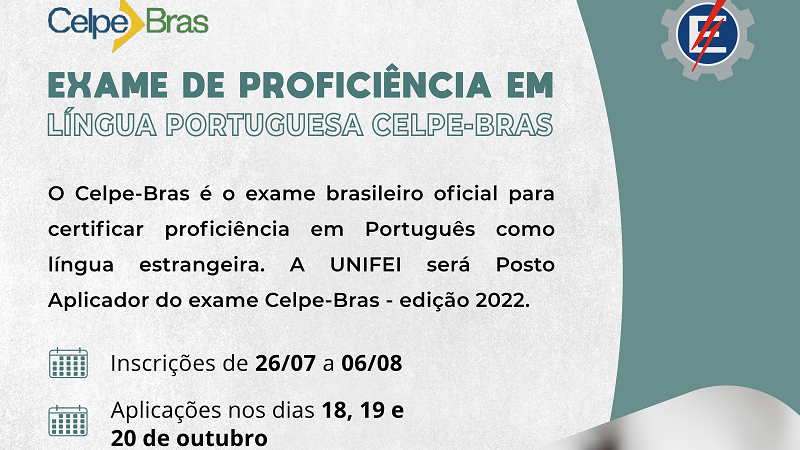 Celpe Bras
EXAME DE PROFICIÊNCIA EM
LÍNGUA PORTUGUESA CELPE-BRAS
O Celpe-Bras é o exame brasileiro oficial para
certificar proficiência em Português como
língua estrangeira. A UNIFEI será Posto
Aplicador do exame Celpe-Bras - edição 2022.
Inscrições de 26/07 a 06/08
Aplicações nos dias 18, 19 e
20 de outubro
E